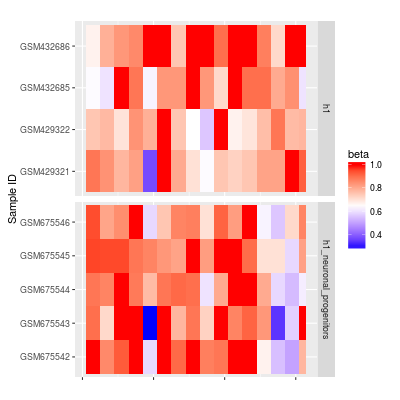 GSM432686
GSM432685
GSM429322
GSM429321
h1
GSM675546
GSM675545
GSM675544
GSM675543
GSM675542
h1_neuronal_progenitors
Sample ID
beta
1.0
0.8
0.6
0.4